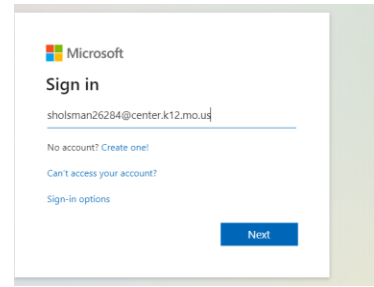 Microsoft
Sign in
sholsman26284@center.k12.mo.us
No account? Create one!
Can't access your account?
Sign-in options
Next